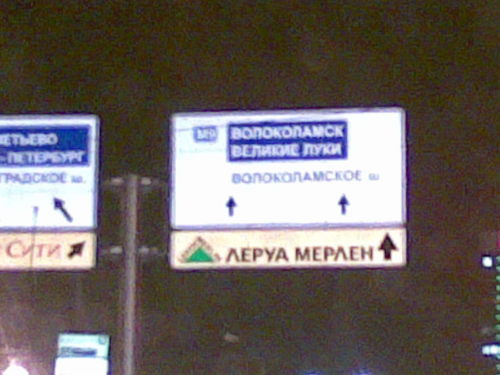 ЕТЬЕВО
-ПЕТЕРБУРГ
ГРАДСКОЕ ш.
СИТИ
М9
ВОЛОКОЛАМСК
ВЕЛИКИЕ ЛУКИ
ВОЛОКОЛАМСКОЕ ш
ЛЕРУА МЕРЛЕН